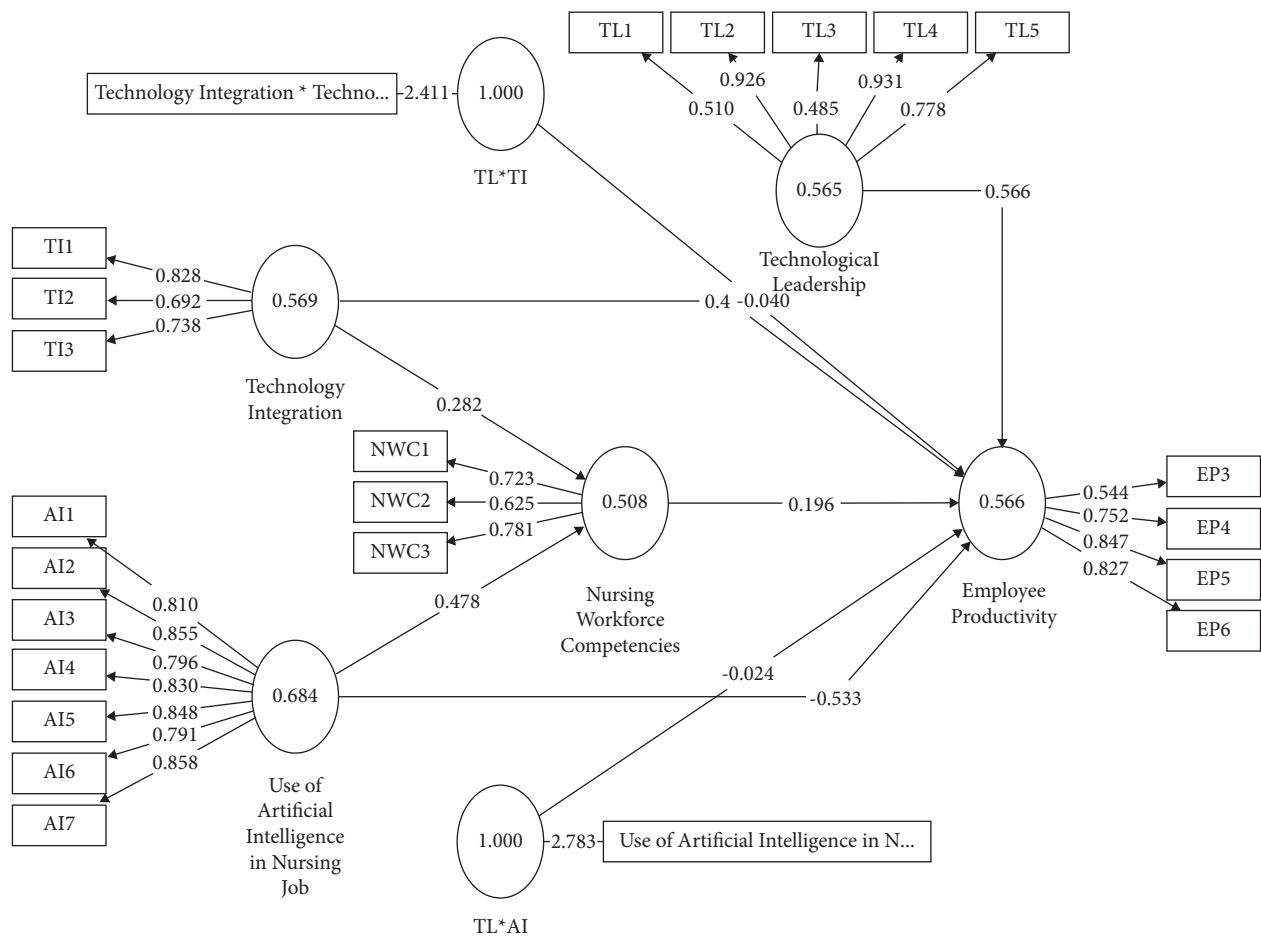 TL1
TL2
TL3
TL4
TL5
0.510
0.926
0.485
0.931
0.778
Technology Integration * Techno...
2.411
1.000
TL*TI
0.565
Technological
Leadership
0.566
TI1
TI2
TI3
0.828
0.692
0.738
0.569
Technology
Integration
0.4
-0.040
0.282
NWC1
NWC2
NWC3
0.723
0.625
0.781
0.508
Nursing
Workforce
Competencies
0.196
0.566
Employee
Productivity
0.544
0.752
0.847
0.827
EP3
EP4
EP5
EP6
AI1
AI2
AI3
AI4
AI5
AI6
AI7
0.810
0.855
0.796
0.830
0.848
0.791
0.858
0.684
Use of
Artificial
Intelligence
in Nursing
Job
0.478
-0.024
-0.533
1.000
2.783
Use of Artificial Intelligence in N...
TL*AI